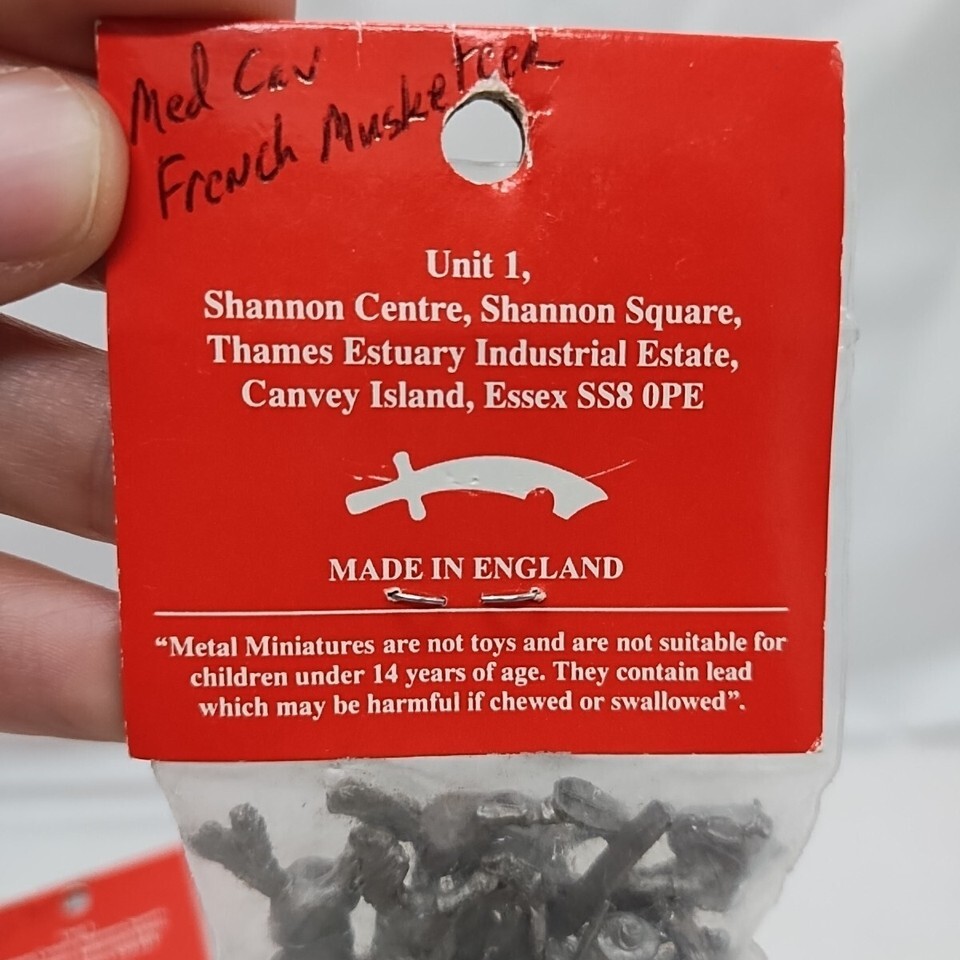 Med Cav
French Musketeer
Unit 1,
Shannon Centre, Shannon Square,
Thames Estuary Industrial Estate,
Canvey Island, Essex SS8 0PE
MADE IN ENGLAND
“Metal Miniatures are not toys and are not suitable for
children under 14 years of age. They contain lead
which may be harmful if chewed or swallowed”.